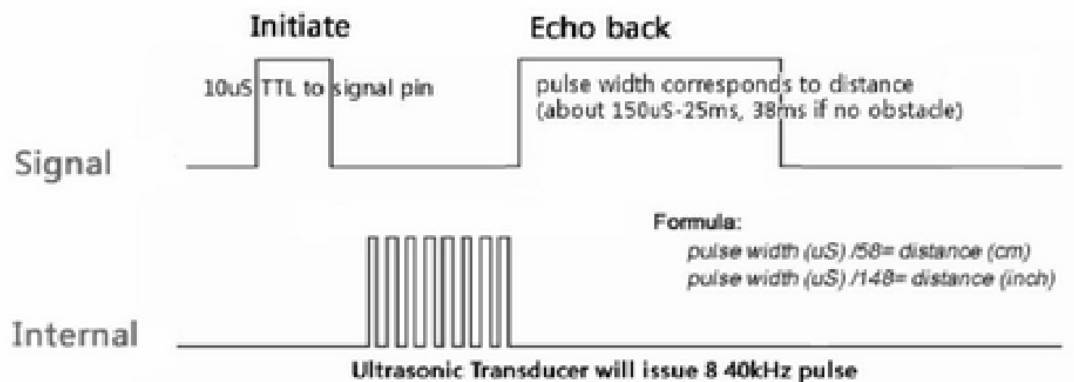 Initiate
Echo back
10uS TTL to signal pin
pulse width corresponds to distance
(about 150uS-25ms, 38ms if no obstacle)
Signal
Formula:
pulse width (uS) /58= distance (cm)
pulse width (uS) /148= distance (inch)
Internal
Ultrasonic Transducer will issue 8 40kHz pulse